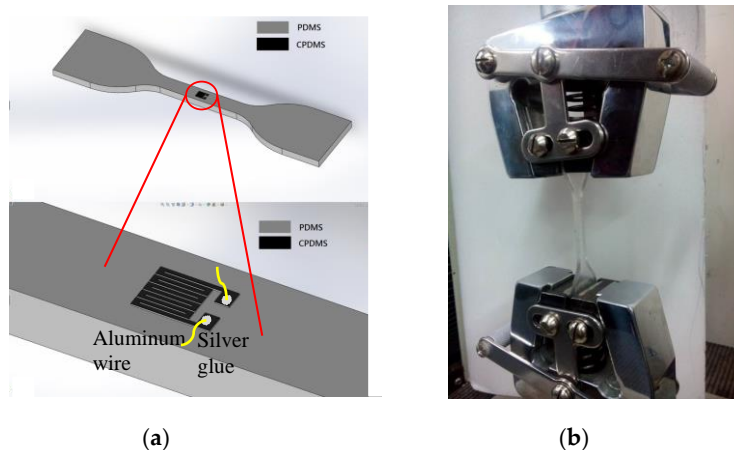 PDMS
CPDMS
PDMS
CPDMS
Aluminum
wire
Silver
glue
(a)
(b)